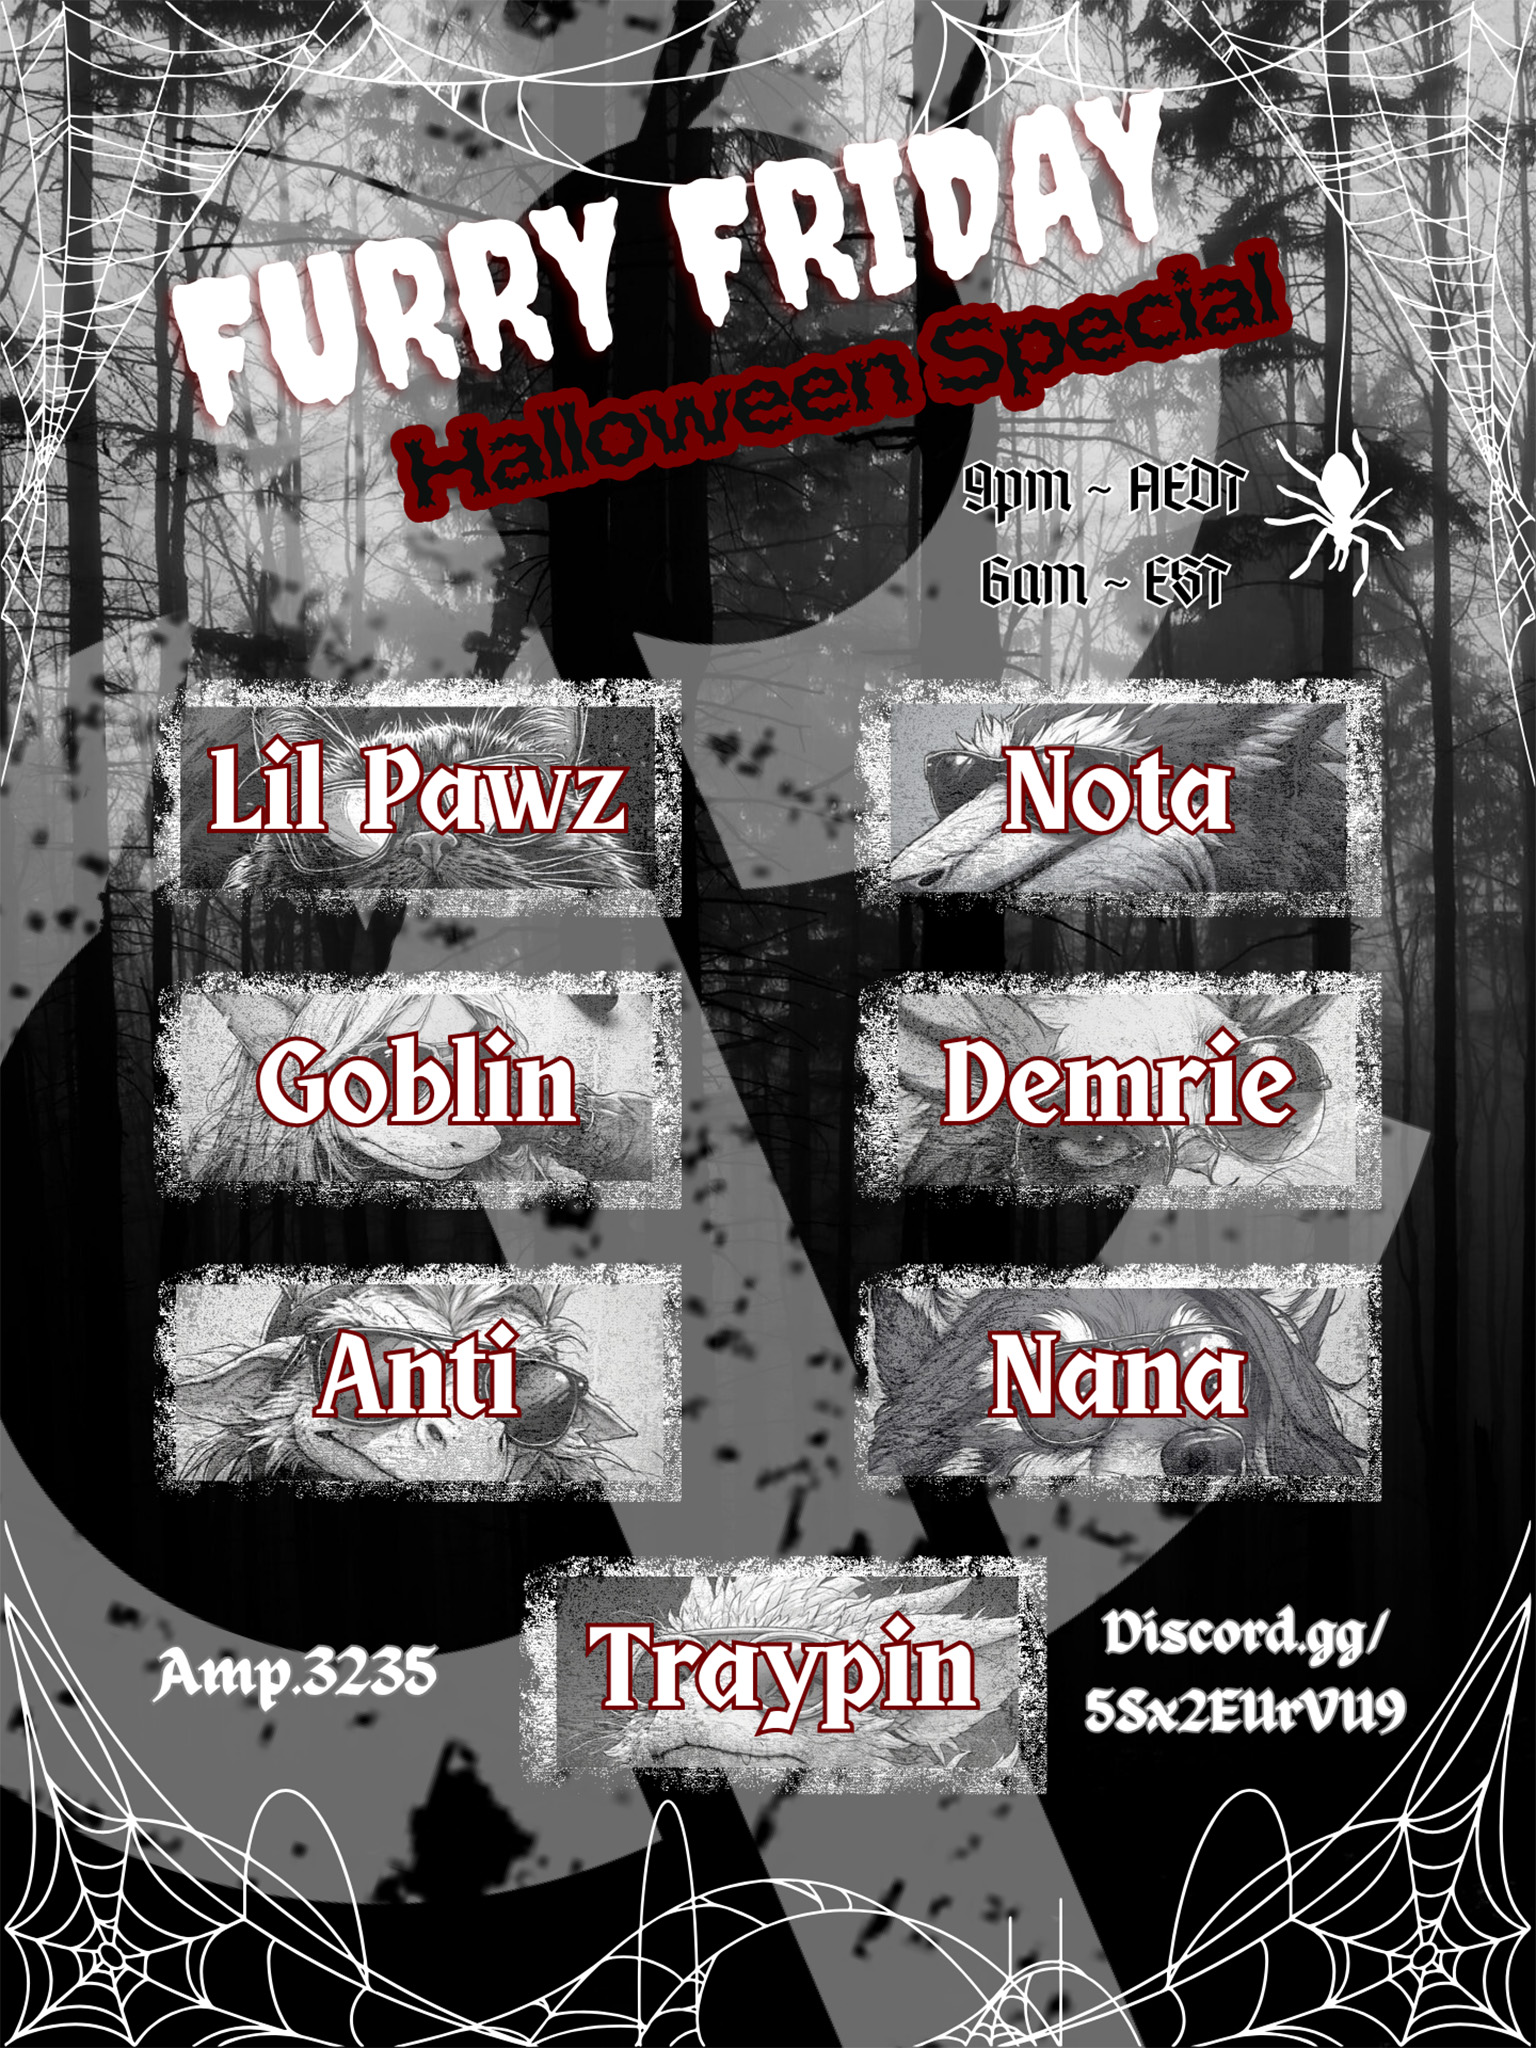 FURRY FRIDAY
Halloween Special
9pm ~ AEDT
6am ~ EST
Lil Pawz
Nota
Goblin
Demrie
Anti
Nana
Traypin
Amp.3235
Discord.gg/
5Sx2EUrVU9